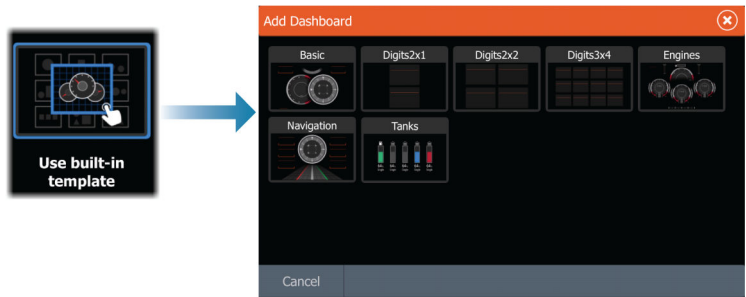 Add Dashboard
Basic
Digits2x1
Digits2x2
Digits3x4
Engines
Use built-in
template
Navigation
Tanks
Cancel